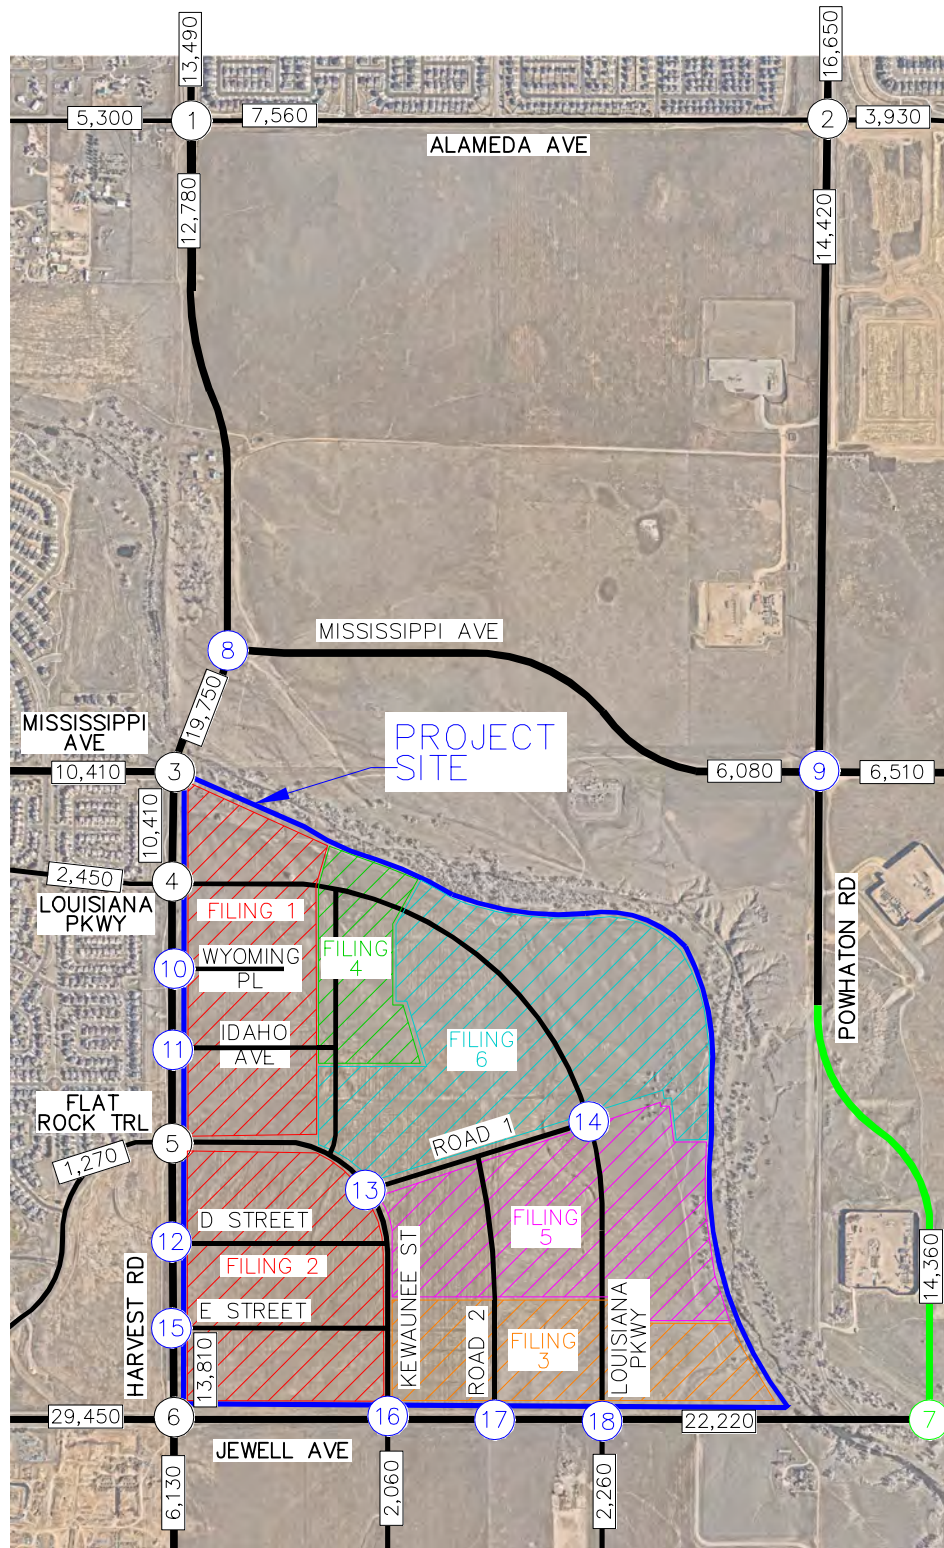 13,490
16,650
5,300
1
7,560
2
3,930
ALAMEDA AVE
12,780
14,420
8
MISSISSIPPI AVE
19,750
MISSISSIPPI
AVE
PROJECT
SITE
10,410
3
6,080
9
6,510
10,410
2,450
4
LOUISIANA
PKWY
FILING 1
POWHATON RD
10
WYOMING
PL
FILING
4
11
IDAHO
AVE
FILING
6
FLAT
ROCK TRL
14
5
ROAD 1
1,270
13
D STREET
FILING
5
12
KEWAUNEE ST
FILING 2
14,360
HARVEST RD
E STREET
15
ROAD 2
FILING
3
LOUISIANA
PKWY
13,810
29,450
6
16
17
18
22,220
7
JEWELL AVE
6,130
2,060
2,260